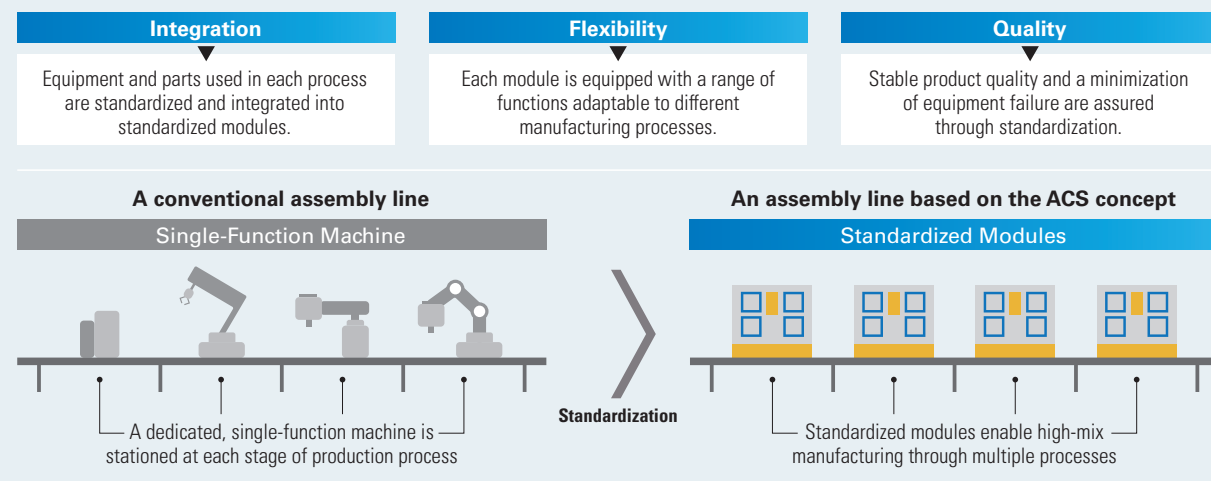 Integration
Equipment and parts used in each process
are standardized and integrated into
standardized modules.
Flexibility
Each module is equipped with a range of
functions adaptable to different
manufacturing processes.
Quality
Stable product quality and a minimization
of equipment failure are assured
through standardization.
A conventional assembly line
Single-Function Machine
A dedicated, single-function machine is
stationed at each stage of production process
Standardization
An assembly line based on the ACS concept
Standardized Modules
Standardized modules enable high-mix
manufacturing through multiple processes